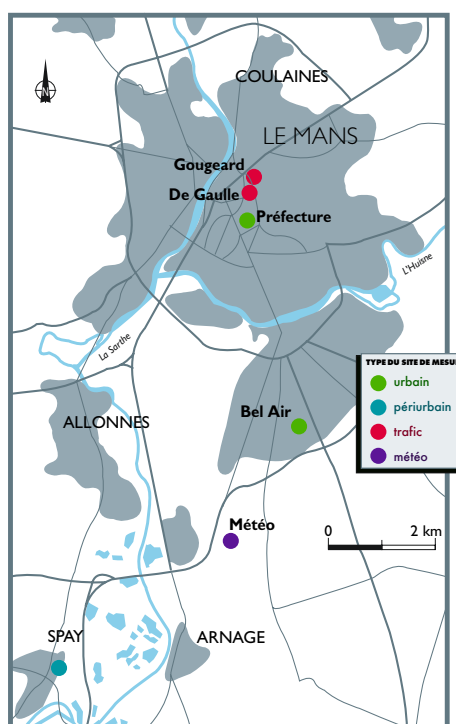 COULAINES
LE MANS
Gougeard
De Gaulle
Préfecture
L'Huisne
La Sarthe
TYPE DU SITE DE MESU
urbain
périurbain
trafic
météo
ALLONNES
Bel Air
Météo
0 2 km
SPAY
ARNAGE